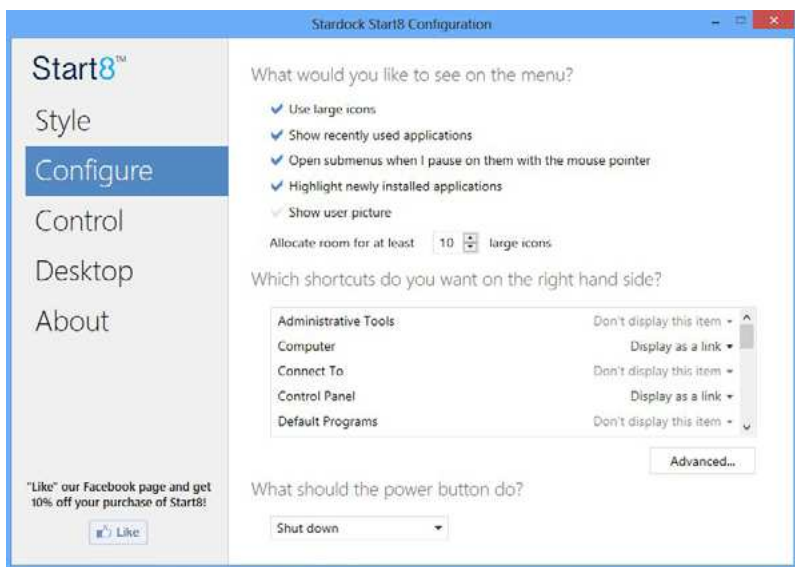 Stardock Start8 Configuration
Start8™
Style
Configure
Control
Desktop
About
"Like" our Facebook page and get
10% off your purchase of Start8!
Like
What would you like to see on the menu?
Use large icons
Show recently used applications
Open submenus when I pause on them with the mouse pointer
Highlight newly installed applications
Show user picture
Allocate room for at least 10 large icons
Which shortcuts do you want on the right hand side?
Administrative Tools Don't display this item
Computer Display as a link
Connect To Don't display this item
Control Panel Display as a link
Default Programs Don't display this item
Advanced...
What should the power button do?
Shut down